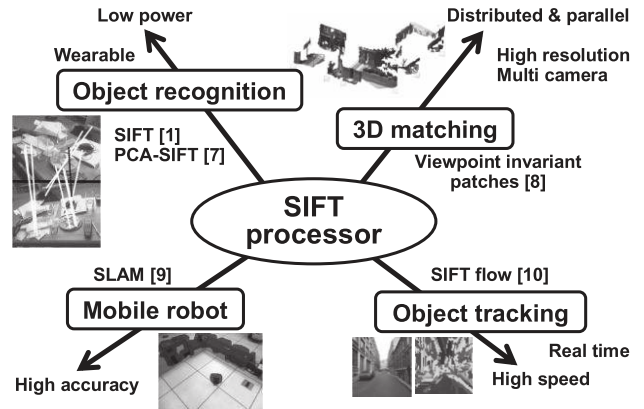 Low power
Wearable
Object recognition
SIFT [1]
PCA-SIFT [7]
Distributed & parallel
High resolution
Multi camera
3D matching
Viewpoint invariant
patches [8]
SIFT
processor
SLAM [9]
Mobile robot
High accuracy
SIFT flow [10]
Object tracking
Real time
High speed